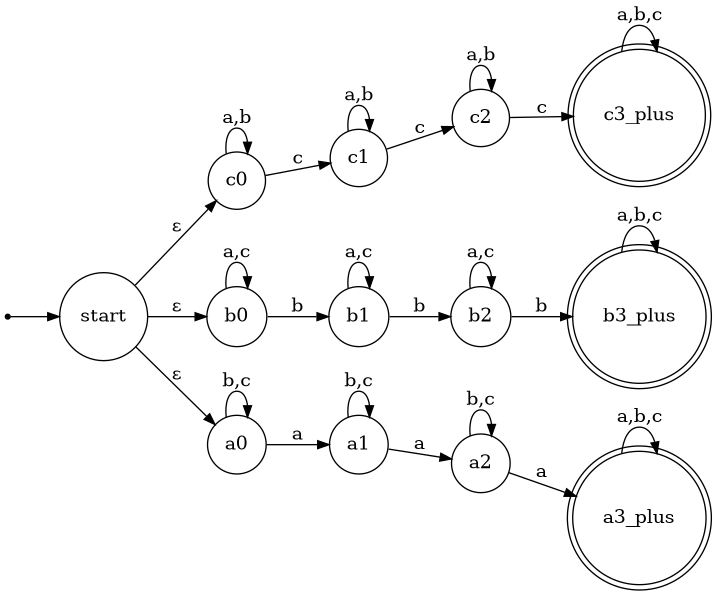 a,b,c
a,b
c2
c
c3_plus
a,b
c
c1
a,b
c
c0
ε
a,b,c
a,c
a,c
a,c
start
ε
b0
b
b1
b
b2
b
b3_plus
ε
b,c
b,c
b,c
a,b,c
a0
a
a1
a
a2
a
a3_plus